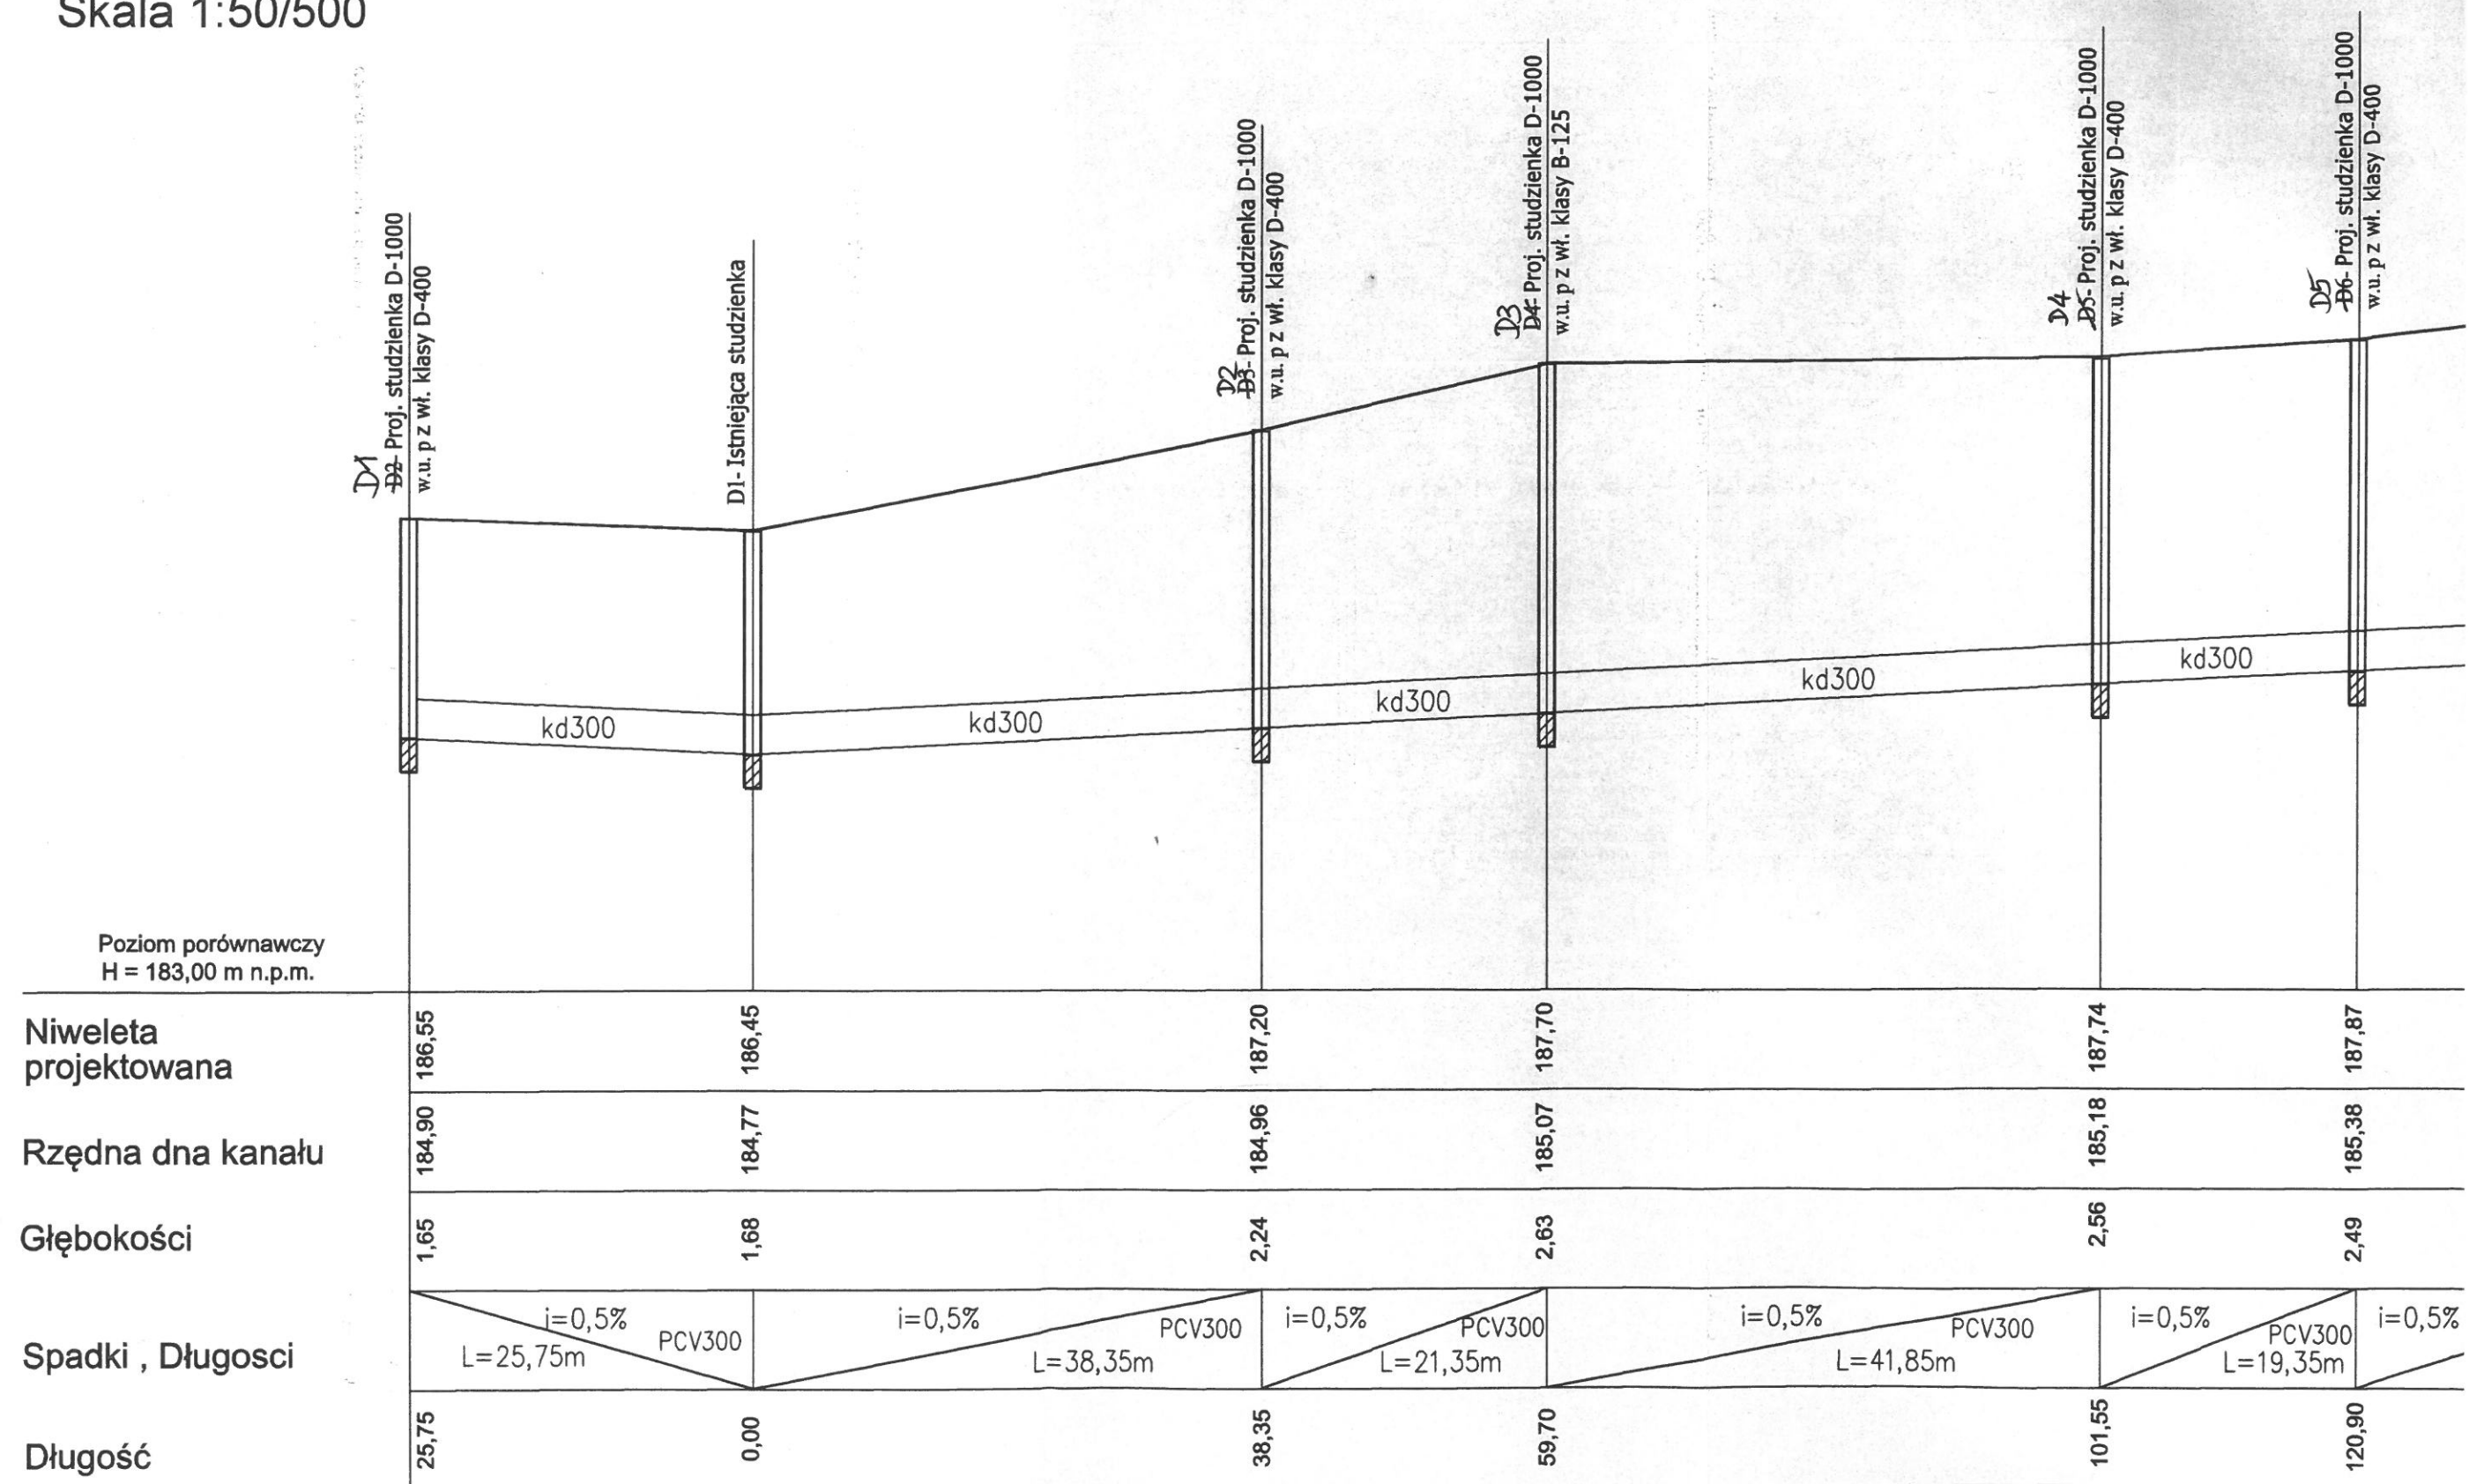 Skala 1:50/500
D1
D2- Proj. studzienka D-1000
w.u. p z wł. klasy D-400
D1- Istniejąca studzienka
D2
D3- Proj. studzienka D-1000
w.u. p z wł. klasy D-400
D3
D4- Proj. studzienka D-1000
w.u. p z wł. klasy B-125
D4
D5- Proj. studzienka D-1000
w.u. p z wł. klasy D-400
D5
D6- Proj. studzienka D-1000
w.u. p z wł. klasy D-400
kd300
kd300
kd300
kd300
kd300
Poziom porównawczy
H = 183,00 m n.p.m.
Niweleta
projektowana
186,55
186,45
187,20
187,70
187,74
187,87
Rzędna dna kanału
184,90
184,77
184,96
185,07
185,18
185,38
Głębokości
1,65
1,68
2,24
2,63
2,56
2,49
Spadki , Długosci
i=0,5%
L=25,75m
PCV300
i=0,5%
L=38,35m
PCV300
i=0,5%
L=21,35m
PCV300
i=0,5%
L=41,85m
PCV300
i=0,5%
L=19,35m
PCV300
i=0,5%
Długość
25,75
0,00
38,35
59,70
101,55
120,90